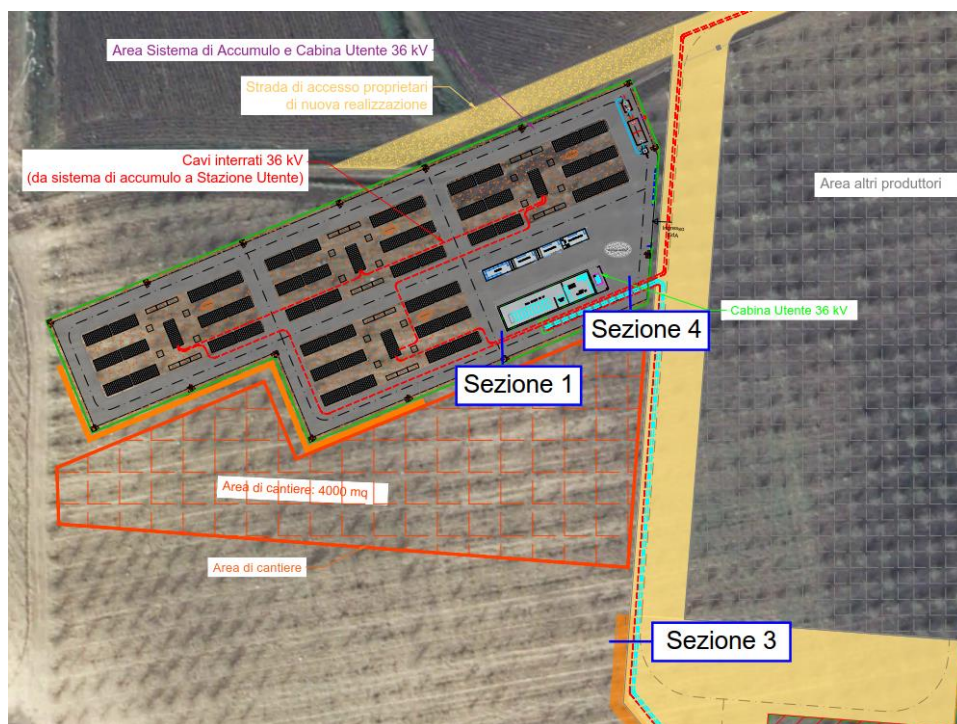 Area Sistema di Accumulo e Cabina Utente 36 kV
Strada di accesso proprietari
di nuova realizzazione
Cavi interrati 36 kV
(da sistema di accumulo a Stazione Utente)
Area altri produttori
Cabina Utente 36 kV
Sezione 4
Sezione 1
Area di cantiere: 4000 mq
Area di cantiere
Sezione 3